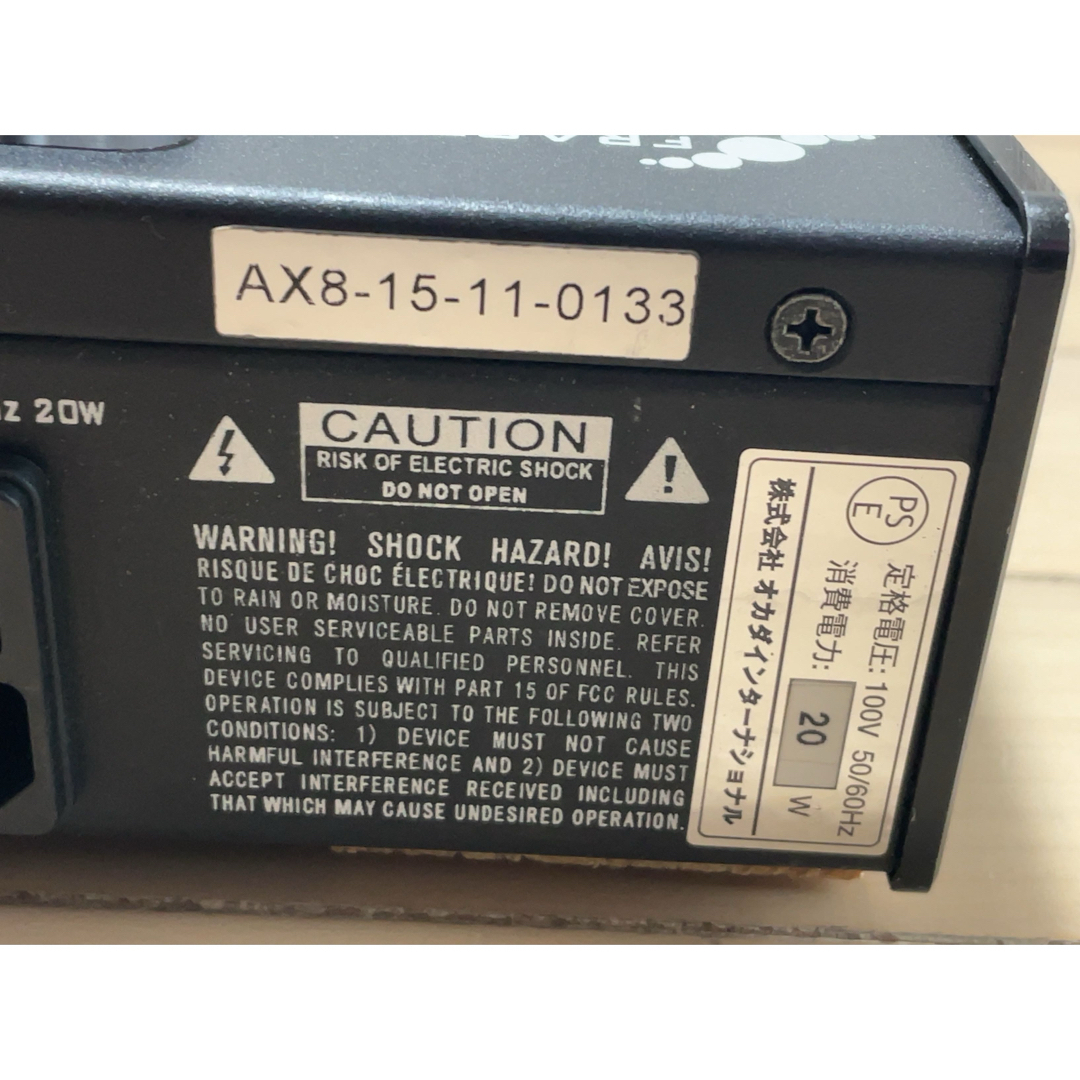 AX8-15-11-0133
z 20W
CAUTION
RISK OF ELECTRIC SHOCK
DO NOT OPEN
WARNING! SHOCK HAZARD! AVIS!
RISQUE DE CHOC ÉLECTRIQUE! DO NOT EXPOSE
TO RAIN OR MOISTURE. DO NOT REMOVE COVER.
NO USER SERVICEABLE PARTS INSIDE. REFER
SERVICING TO QUALIFIED PERSONNEL. THIS
DEVICE COMPLIES WITH PART 15 OF FCC RULES.
OPERATION IS SUBJECT TO THE FOLLOWING TWO
CONDITIONS: 1) DEVICE MUST NOT CAUSE
HARMFUL INTERFERENCE AND 2) DEVICE MUST
ACCEPT INTERFERENCE RECEIVED INCLUDING
THAT WHICH MAY CAUSE UNDESIRED OPERATION.
PS
E
定格電圧: 100V 50/60Hz
消費電力: 20 W
株式会社 オカダインターナショナル